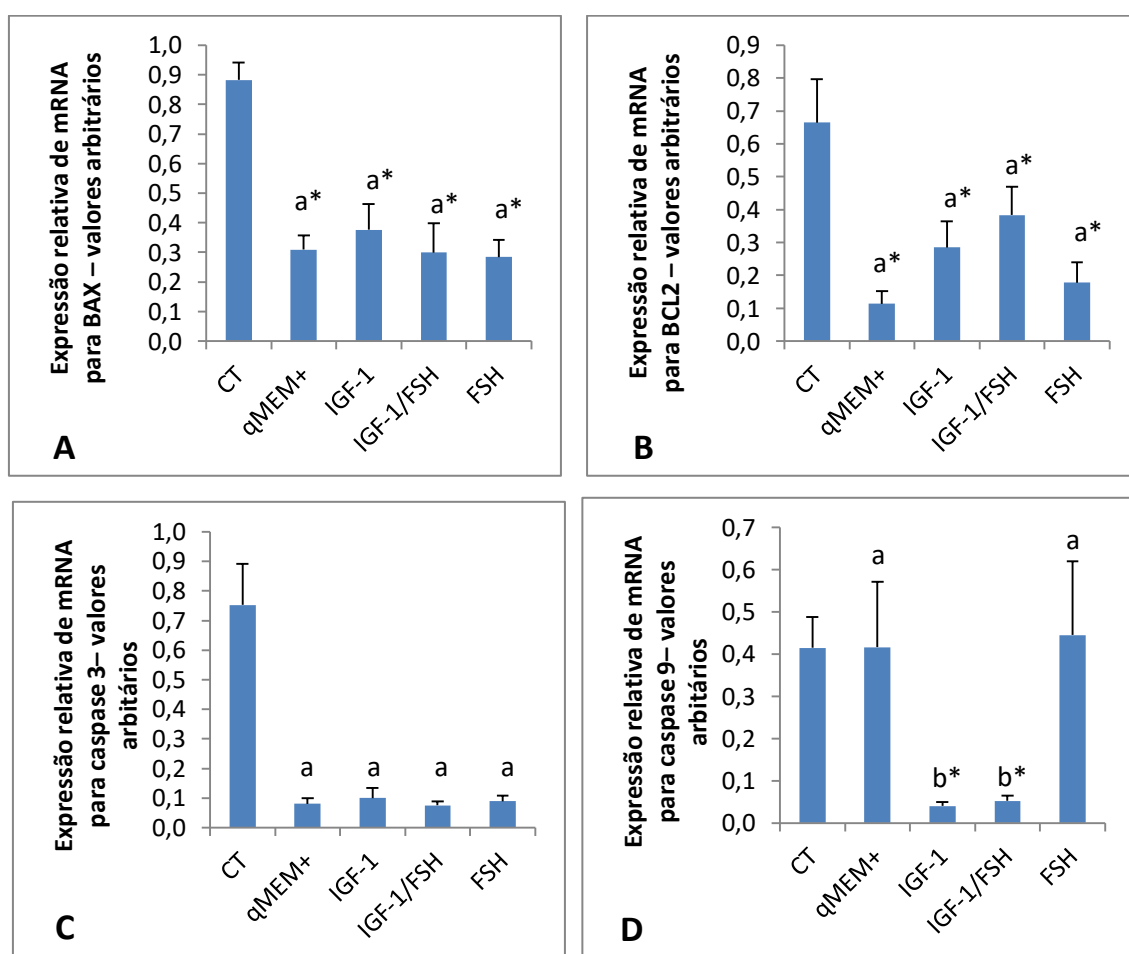 Expressão relativa de mRNA
para BAX – valores arbitrários
1,0
0,9
0,8
0,7
0,6
0,5
0,4
0,3
0,2
0,1
0,0
a*
a*
a*
a*
CT
qMEM+
IGF-1
IGF-1/FSH
FSH
A
Expressão relativa de mRNA
para BCL2 – valores arbitrários
0,9
0,8
0,7
0,6
0,5
0,4
0,3
0,2
0,1
0,0
a*
a*
a*
a*
CT
qMEM+
IGF-1
IGF-1/FSH
FSH
B
Expressão relativa de mRNA
para caspase 3– valores
arbitários
1,0
0,9
0,8
0,7
0,6
0,5
0,4
0,3
0,2
0,1
0,0
a
a
a
a
CT
qMEM+
IGF-1
IGF-1/FSH
FSH
C
Expressão relativa de mRNA
para caspase 9– valores
arbitários
0,7
0,6
0,5
0,4
0,3
0,2
0,1
0,0
a
b*
b*
a
CT
qMEM+
IGF-1
IGF-1/FSH
FSH
D